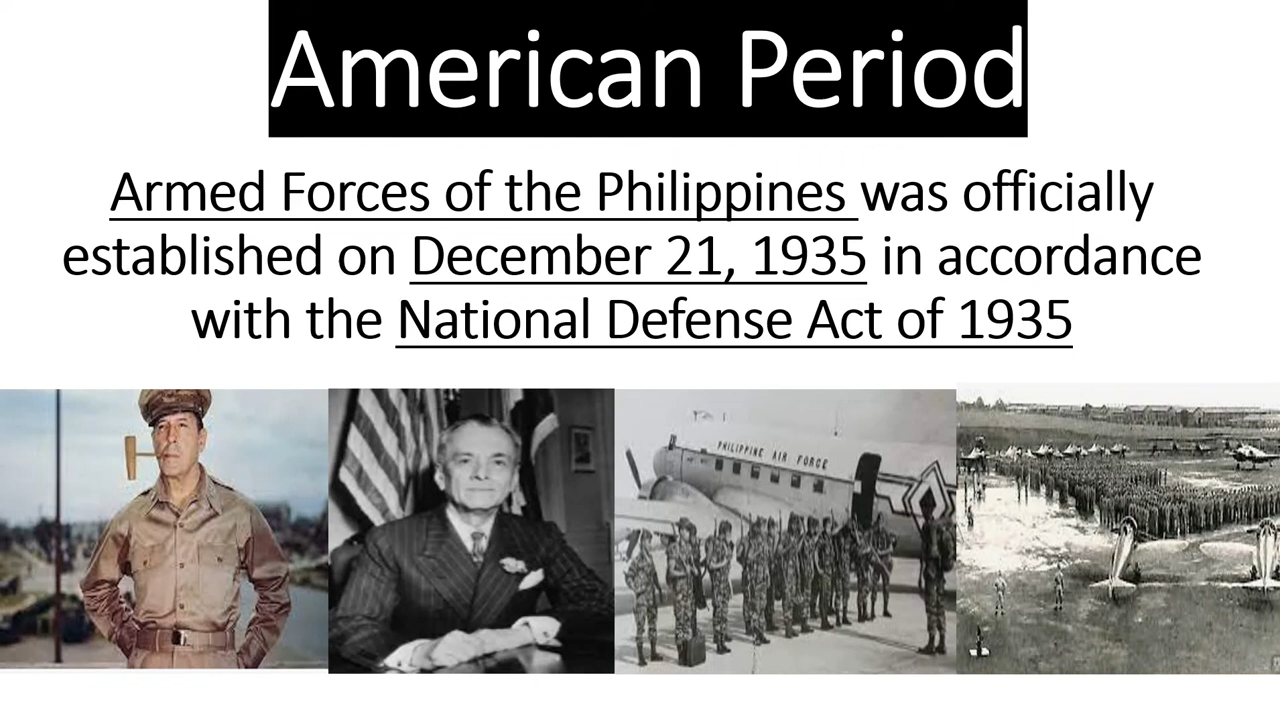 American Period
Armed Forces of the Philippines was officially
established on December 21, 1935 in accordance
with the National Defense Act of 1935
PHILIPPINE AIR FORCE